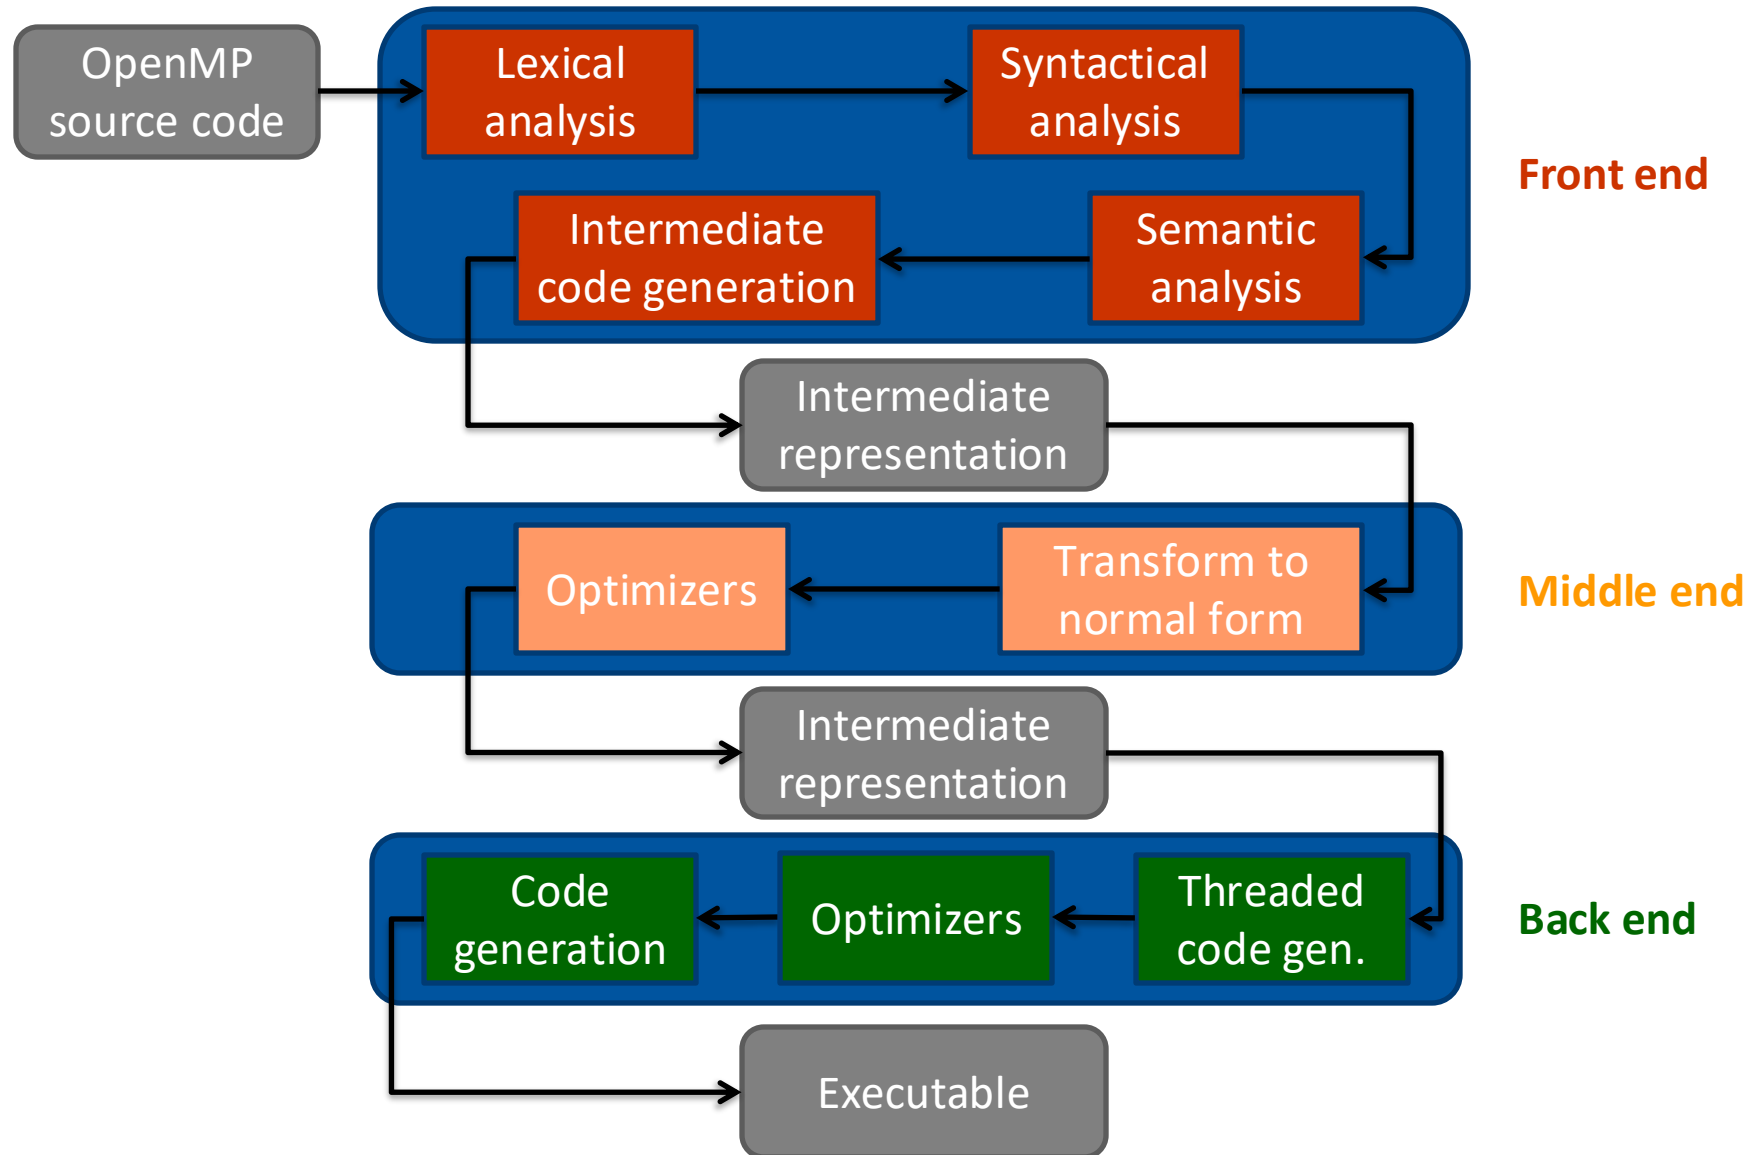 OpenMP
source code
Lexical
analysis
Syntactical
analysis
Front end
Intermediate
code generation
Semantic
analysis
Intermediate
representation
Optimizers
Transform to
normal form
Middle end
Intermediate
representation
Code
generation
Optimizers
Threaded
code gen.
Back end
Executable